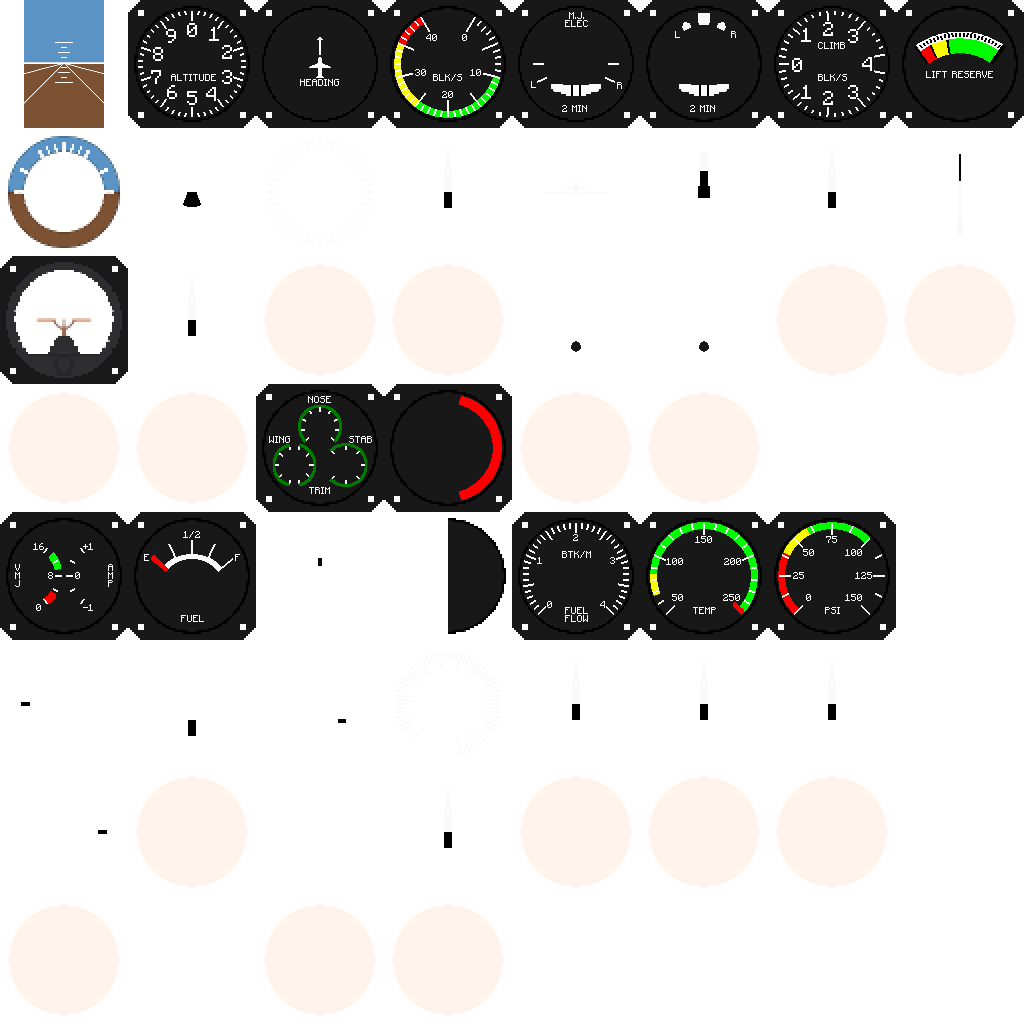 9 0 1
8 2
7 ALTITUDE 3
6 5 4
HEADING
40 0
30 BLK/S 10
20
M.J.
ELEC
L R
2 MIN
L R
2 MIN
1 2 3
CLIMB
0 4
BLK/S
1 2 3
LIFT RESERVE
NOSE
WING STAB
TRIM
16 +1
VMJ 8 0 AMP
0 -1
1/2
E F
FUEL
2
BTK/M
1 3
0 FUEL 4
FLOW
150
100 200
50 TEMP 250
75
50 100
25 125
0 PSI 150